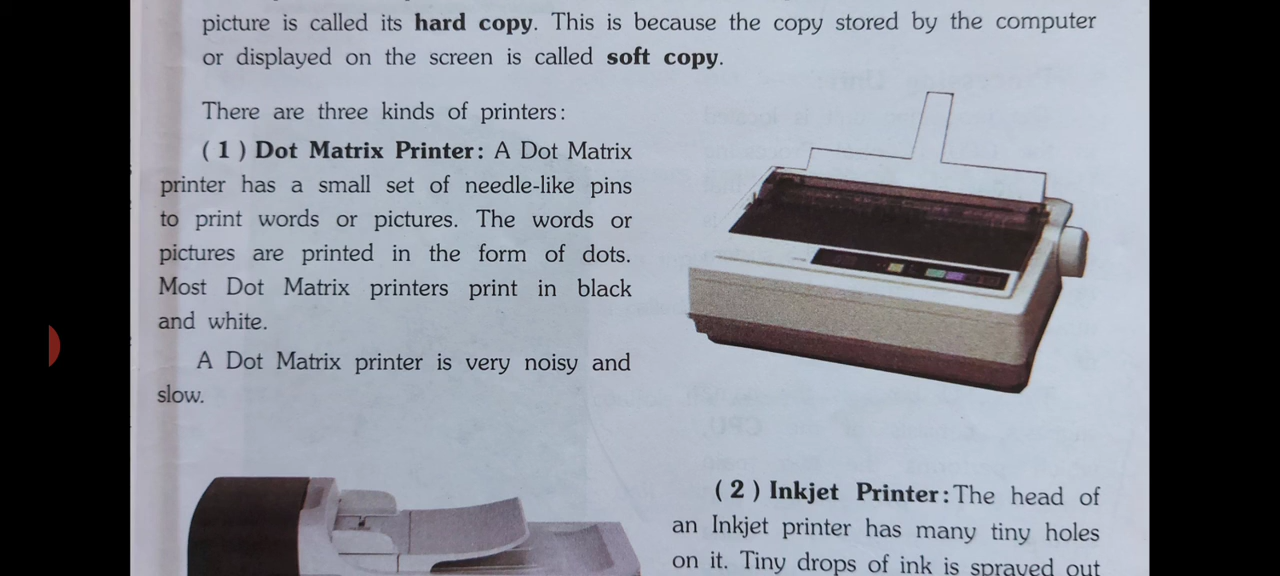 picture is called its hard copy. This is because the copy stored by the computer
or displayed on the screen is called soft copy.
There are three kinds of printers:
(1) Dot Matrix Printer: A Dot Matrix
printer has a small set of needle-like pins
to print words or pictures. The words or
pictures are printed in the form of dots.
Most Dot Matrix printers print in black
and white.
A Dot Matrix printer is very noisy and
slow.
(2) Inkjet Printer: The head of
an Inkjet printer has many tiny holes
on it. Tiny drops of ink is sprayed out